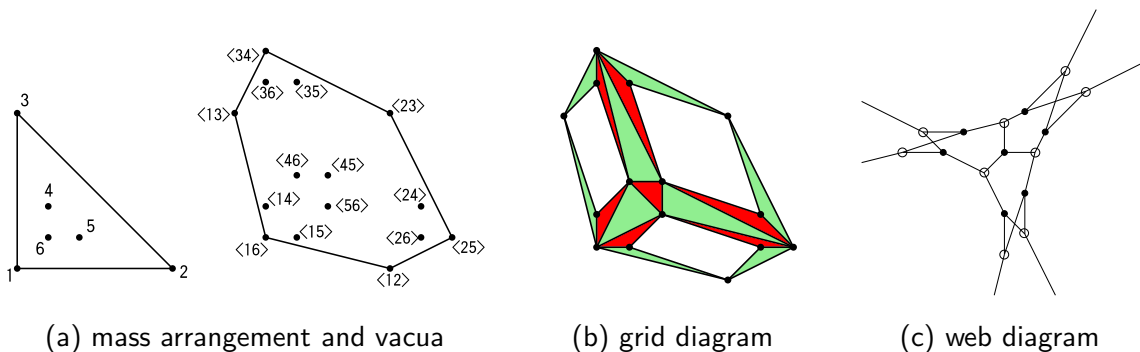 <34>
<36> <35>
3
<13> <23>
<46> <45>
4
<14> <56> <24>
5
6
<16> <15> <26> <25>
1 2
<12>
(a) mass arrangement and vacua
(b) grid diagram
(c) web diagram